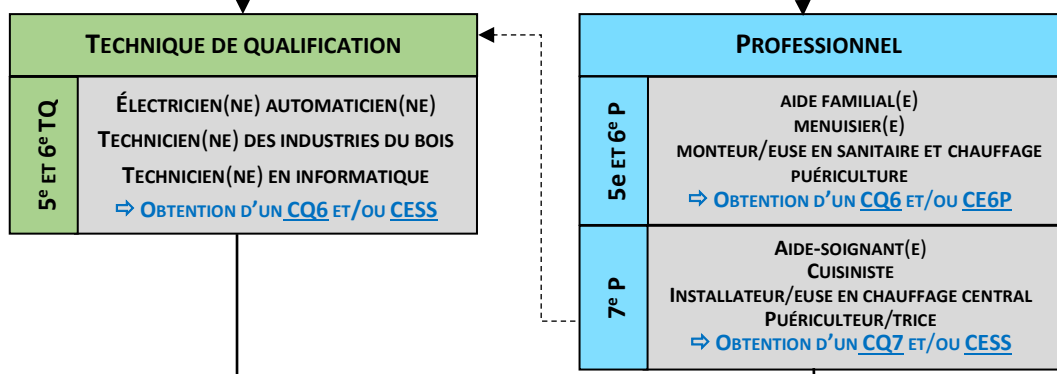 TECHNIQUE DE QUALIFICATION
5e ET 6e TQ
ÉLECTRICIEN(NE) AUTOMATICIEN(NE)
TECHNICIEN(NE) DES INDUSTRIES DU BOIS
TECHNICIEN(NE) EN INFORMATIQUE
⇨ OBTENTION D'UN CQ6 ET/OU CESS
PROFESSIONNEL
5e ET 6e P
AIDE FAMILIAL(E)
MENUISIER(E)
MONTEUR/EUSE EN SANITAIRE ET CHAUFFAGE
PUÉRICULTURE
⇨ OBTENTION D'UN CQ6 ET/OU CE6P
7e P
AIDE-SOIGNANT(E)
CUISINISTE
INSTALLATEUR/EUSE EN CHAUFFAGE CENTRAL
PUÉRICULTEUR/TRICE
⇨ OBTENTION D'UN CQ7 ET/OU CESS